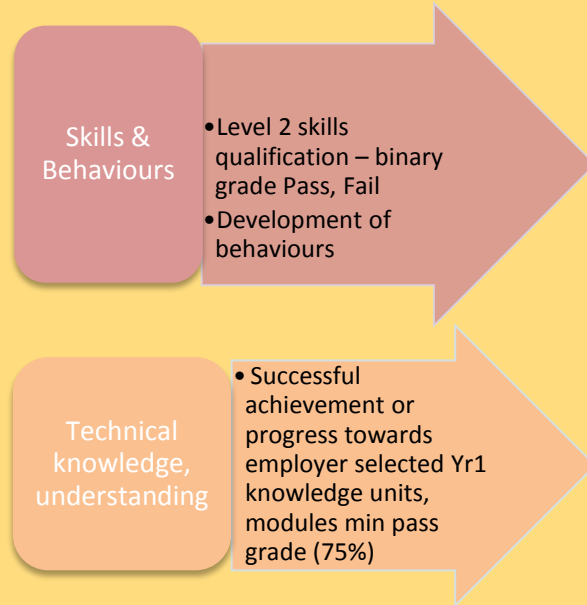 Skills &
Behaviours
•Level 2 skills
qualification – binary
grade Pass, Fail
•Development of
behaviours
Technical
knowledge,
understanding
• Successful
achievement or
progress towards
employer selected Yr1
knowledge units,
modules min pass
grade (75%)